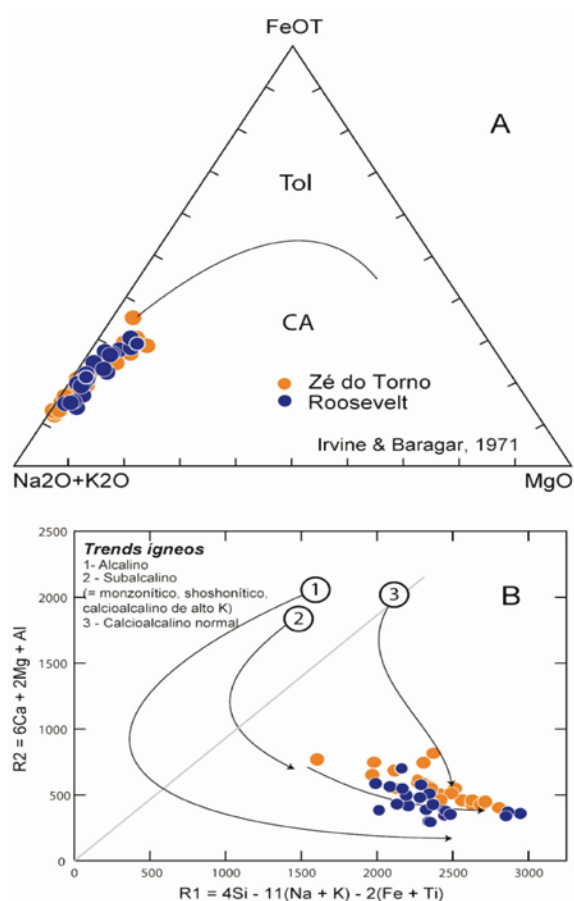 FeOT
A
Tol
CA
Zé do Torno
Roosevelt
Irvine & Baragar, 1971
Na2O+K2O
MgO
2500
2000
1500
1000
500
0
R2 = 6Ca + 2Mg + Al
Trends ígneos
1- Alcalino
2 - Subalcalino
(= monzonítico, shoshonítico,
calcioalcalino de alto K)
3 - Calcioalcalino normal
1
2
3
B
0
500
1000
1500
2000
2500
3000
R1 = 4Si - 11(Na + K) - 2(Fe + Ti)